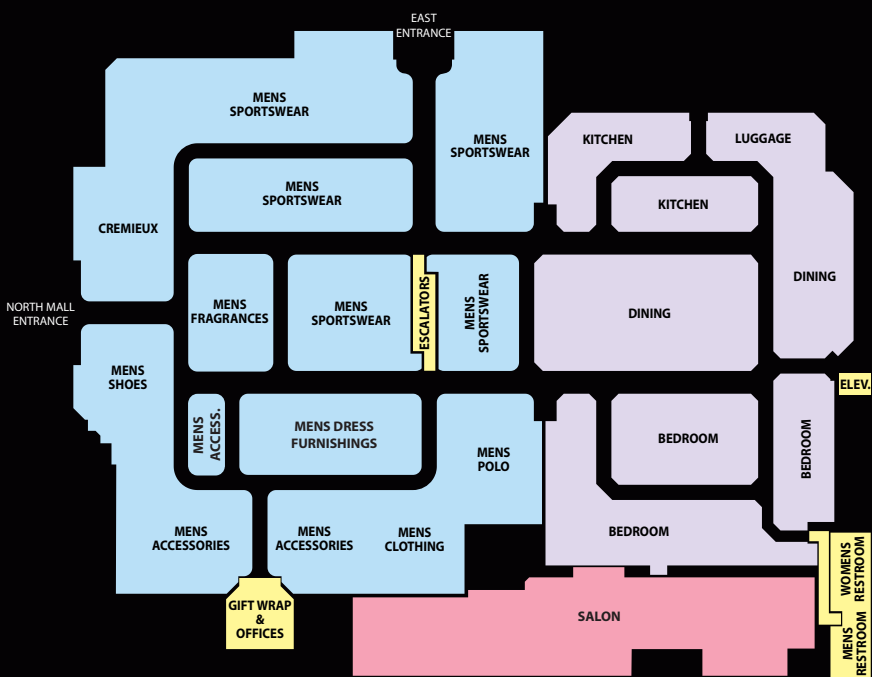 EAST
ENTRANCE
MENS
SPORTSWEAR
MENS
SPORTSWEAR
KITCHEN
LUGGAGE
MENS
SPORTSWEAR
KITCHEN
CREMIEUX
DINING
NORTH MALL
ENTRANCE
MENS
FRAGRANCES
MENS
SPORTSWEAR
ESCALATORS
MENS
SPORTSWEAR
DINING
MENS
SHOES
ELEV.
MENS
ACCESS.
MENS DRESS
FURNISHINGS
MENS
POLO
BEDROOM
BEDROOM
MENS
ACCESSORIES
MENS
ACCESSORIES
MENS
CLOTHING
BEDROOM
WOMENS
RESTROOM
GIFT WRAP
&
OFFICES
SALON
MENS
RESTROOM